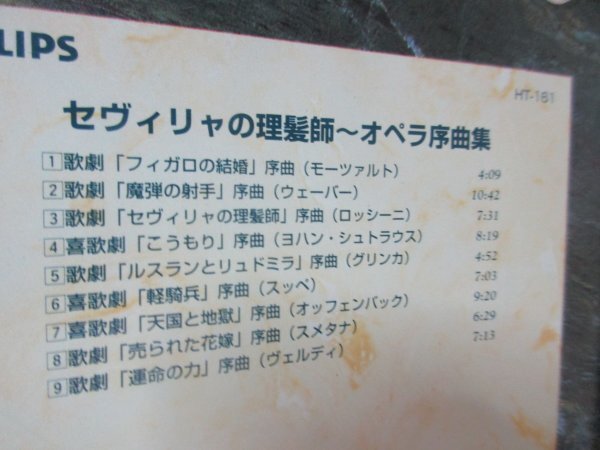 LIPS
HT-181
セヴィリャの理髪師～オペラ序曲集
1 歌劇「フィガロの結婚」序曲（モーツァルト） 4:09
2 歌劇「魔弾の射手」序曲（ウェーバー） 10:42
3 歌劇「セヴィリャの理髪師」序曲（ロッシーニ） 7:31
4 喜歌劇「こうもり」序曲（ヨハン・シュトラウス） 8:19
5 歌劇「ルスランとリュドミラ」序曲（グリンカ） 4:52
6 喜歌劇「軽騎兵」序曲（スッペ） 7:03
7 喜歌劇「天国と地獄」序曲（オッフェンバック） 9:20
8 歌劇「売られた花嫁」序曲（スメタナ） 6:29
9 歌劇「運命の力」序曲（ヴェルディ） 7:13